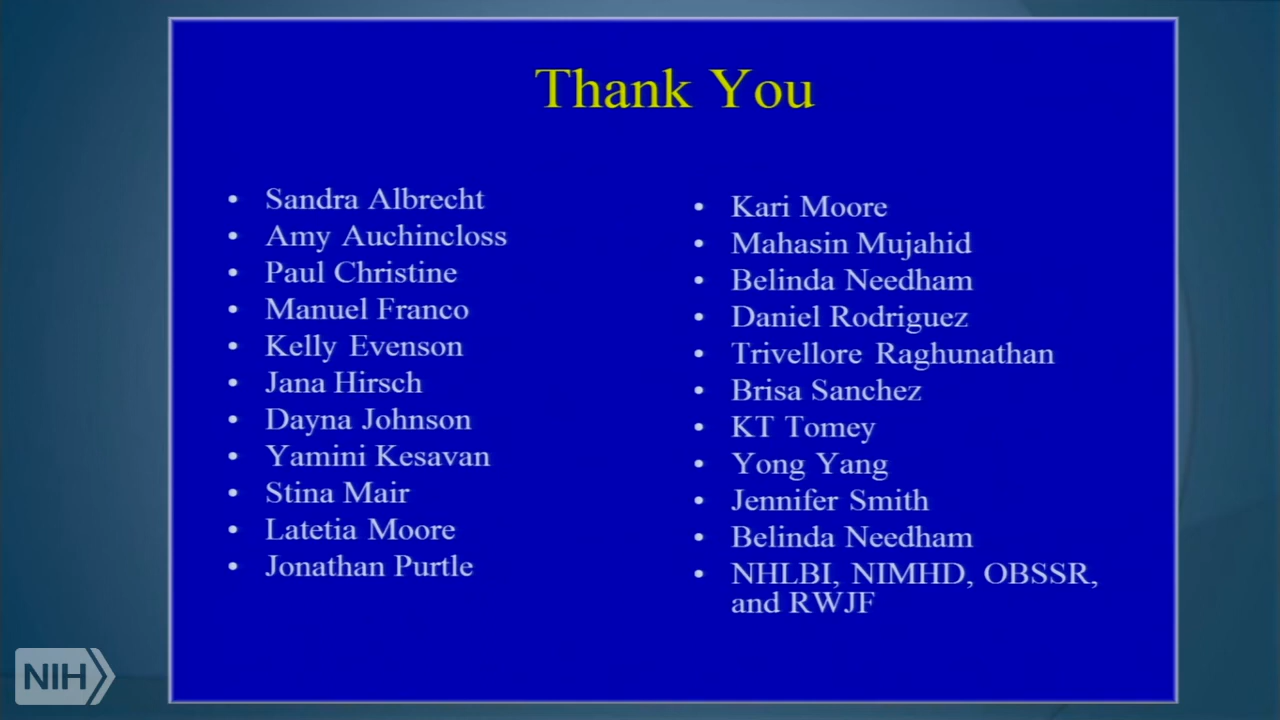 Thank You
• Sandra Albrecht
• Amy Auchincloss
• Paul Christine
• Manuel Franco
• Kelly Evenson
• Jana Hirsch
• Dayna Johnson
• Yamini Kesavan
• Stina Mair
• Latetia Moore
• Jonathan Purtle
• Kari Moore
• Mahasin Mujahid
• Belinda Needham
• Daniel Rodriguez
• Trivellore Raghunathan
• Brisa Sanchez
• KT Tomey
• Yong Yang
• Jennifer Smith
• Belinda Needham
• NHLBI, NIMHD, OBSSR,
and RWJF
NIH